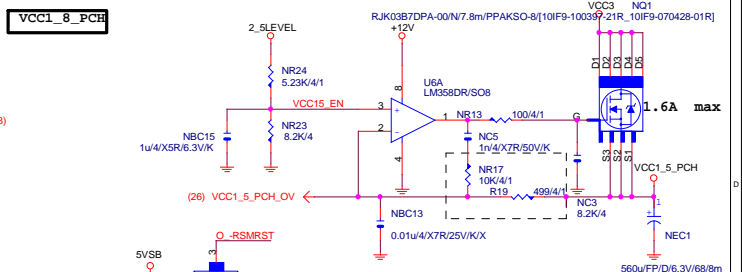 VCC1_8_PCH
VCC3
NQ1
RJK03B7DPA-00/N/7.8m/PPAKSO-8/[10IF9-100397-21R_10IF9-070428-01R]
2_5LEVEL
+12V
D1
D2
D3
D4
D5
NR24
5.23K/4/1
U6A
LM358DR/SO8
8
VCC15_EN
3
+
1
NR13
100/4/1
G
1.6A max
3)
NR23
8.2K/4
2
-
NBC15
1u/4/X5R/6.3V/K
NC5
1n/4/X7R/50V/K
4
S3
S2
S1
NR17
10K/4/1
VCC1_5_PCH
(26) VCC1_5_PCH_OV
R19
499/4/1
D
NC3
8.2K/4
1
NBC13
0.01u/4/X7R/25V/K/X
NEC1
O_-RSMRST
5VSB
3
560u/FP/D/6.3V/68/8m